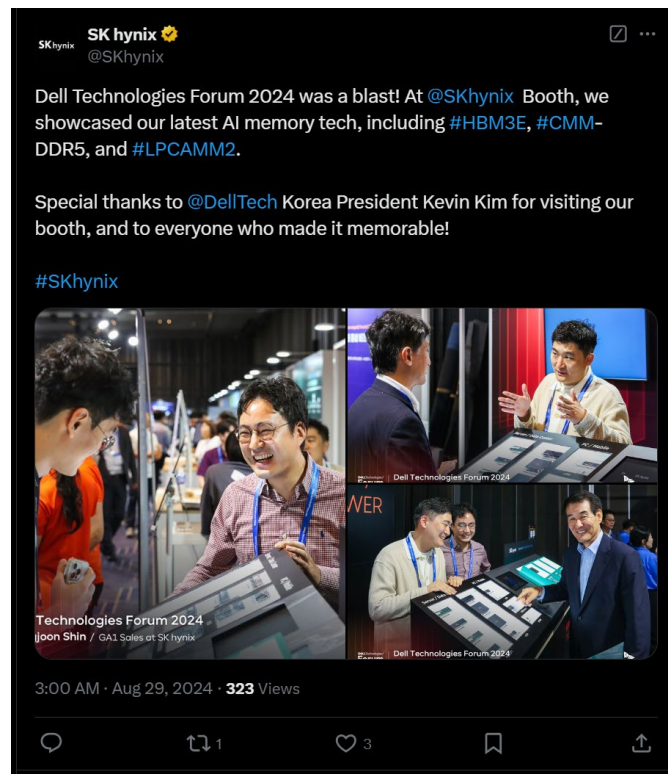 SK hynix
SK hynix
@SKhynix
Dell Technologies Forum 2024 was a blast! At @SKhynix Booth, we
showcased our latest AI memory tech, including #HBM3E, #CMM-
DDR5, and #LPCAMM2.
Special thanks to @DellTech Korea President Kevin Kim for visiting our
booth, and to everyone who made it memorable!
#SKhynix
Technologies Forum 2024
joon Shin / GA1 Sales at SK hynix
Dell Technologies Forum 2024
WER
Forum
Dell Technologies Forum 2024
3:00 AM · Aug 29, 2024 · 323 Views
1
3